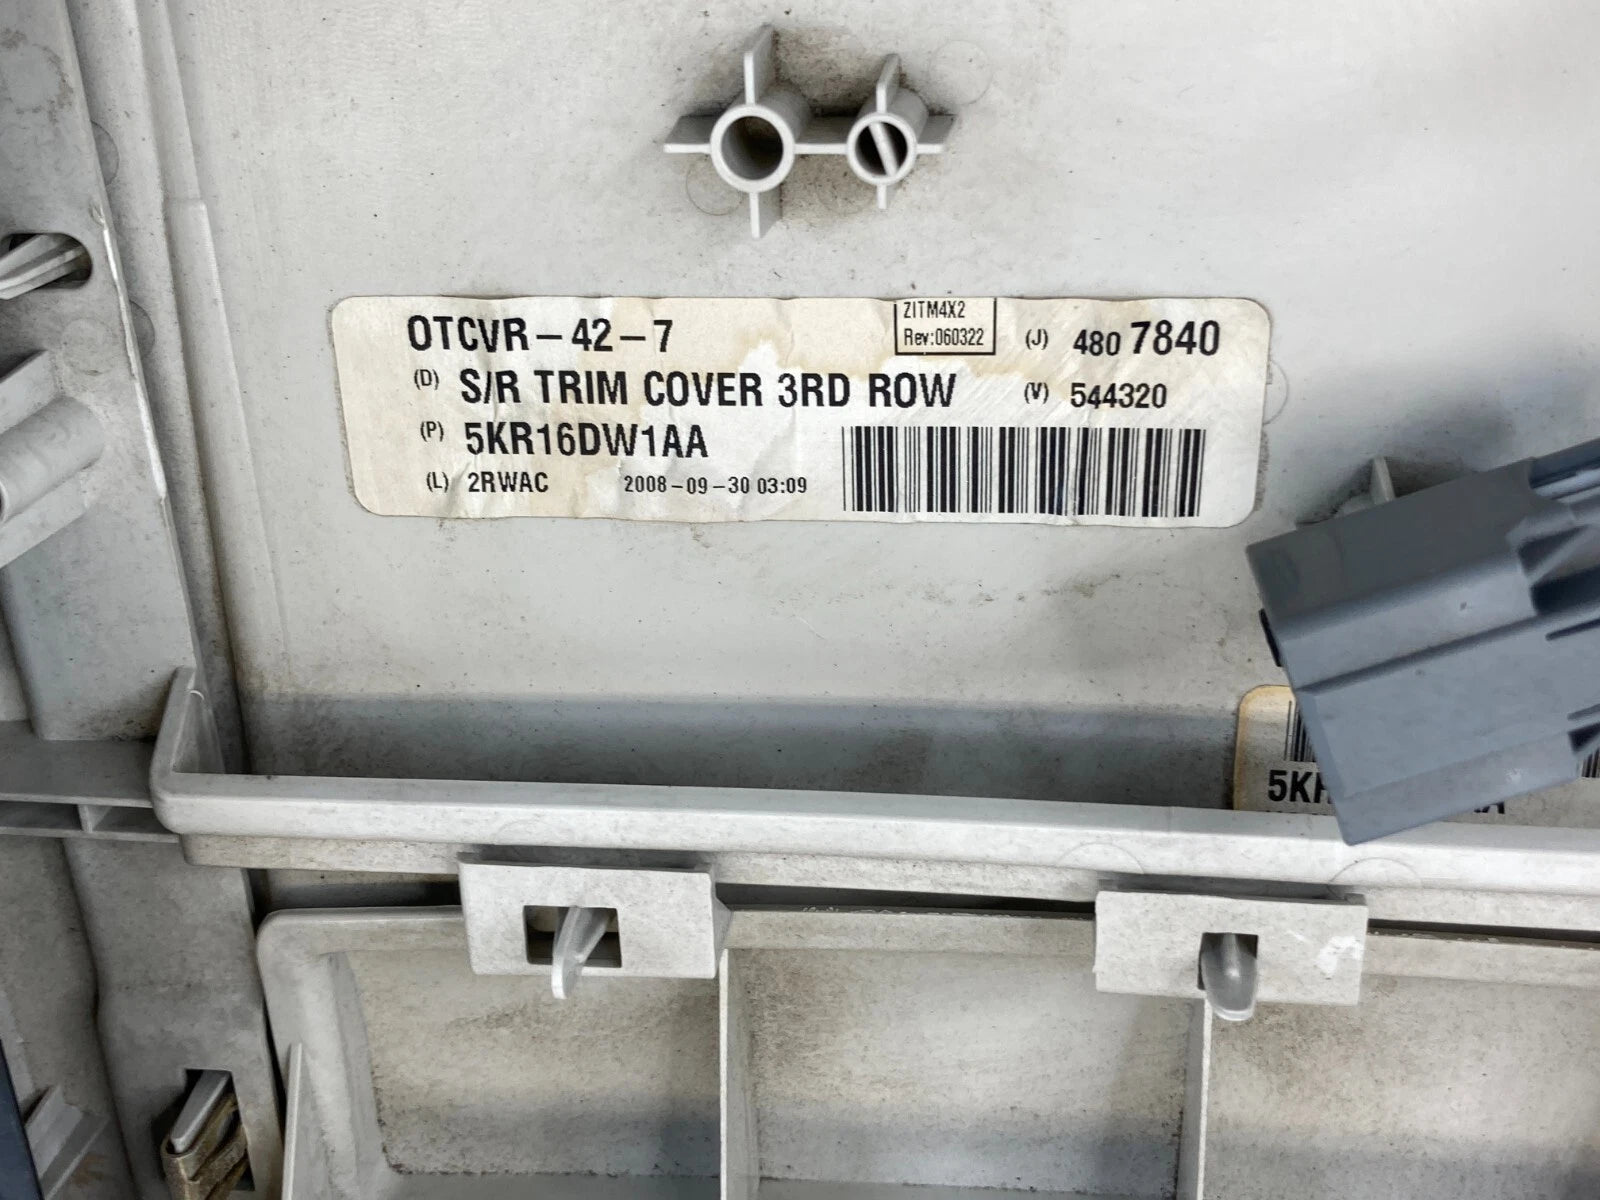 OTCVR-42-7
ZITM4X2
Rev:060322
(J) 480 7840
(D) S/R TRIM COVER 3RD ROW
(V) 544320
(P) 5KR16DW1AA
(L) 2RWAC 2008-09-30 03:09